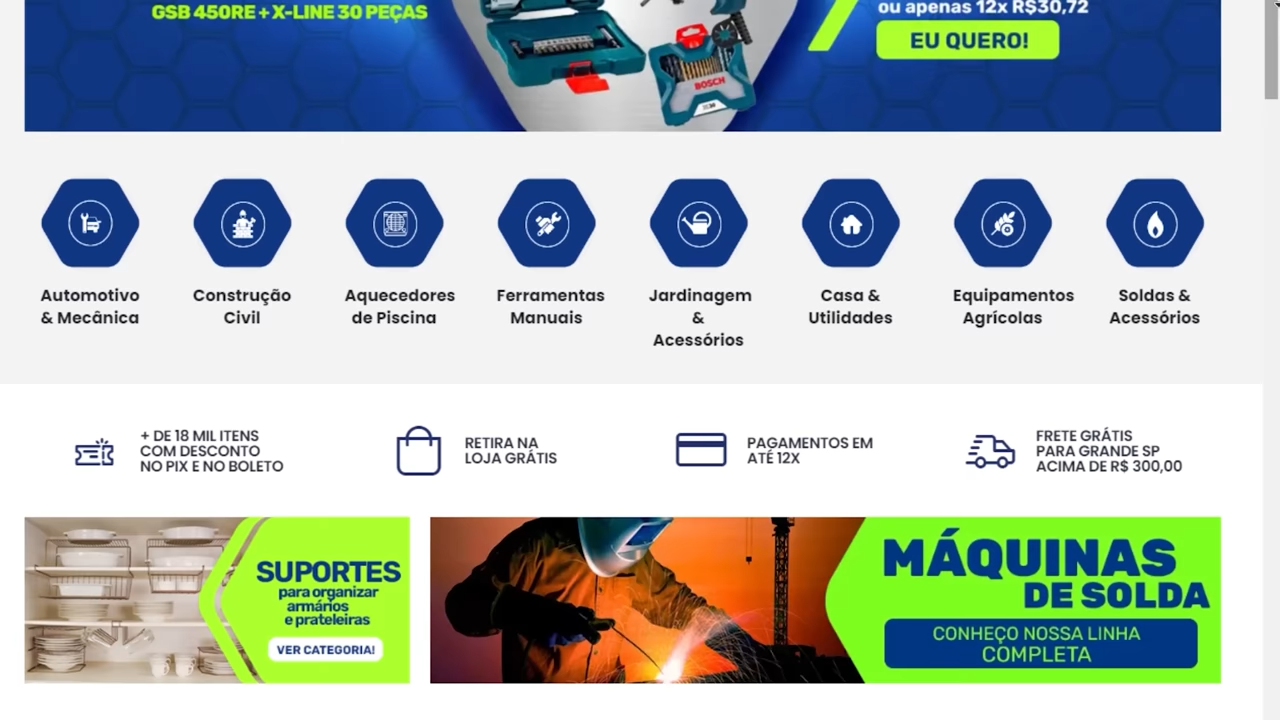 GSB 450RE + X-LINE 30 PEÇAS
ou apenas 12x R$30,72
EU QUERO!
BOSCH
Automotivo
& Mecânica
Construção
Civil
Aquecedores
de Piscina
Ferramentas
Manuais
Jardinagem
&
Acessórios
Casa &
Utilidades
Equipamentos
Agrícolas
Soldas &
Acessórios
+ DE 18 MIL ITENS
COM DESCONTO
NO PIX E NO BOLETO
RETIRA NA
LOJA GRÁTIS
PAGAMENTOS EM
ATÉ 12X
FRETE GRÁTIS
PARA GRANDE SP
ACIMA DE R$ 300,00
SUPORTES
para organizar
armários
e prateleiras
VER CATEGORIA!
MÁQUINAS
DE SOLDA
CONHEÇO NOSSA LINHA
COMPLETA